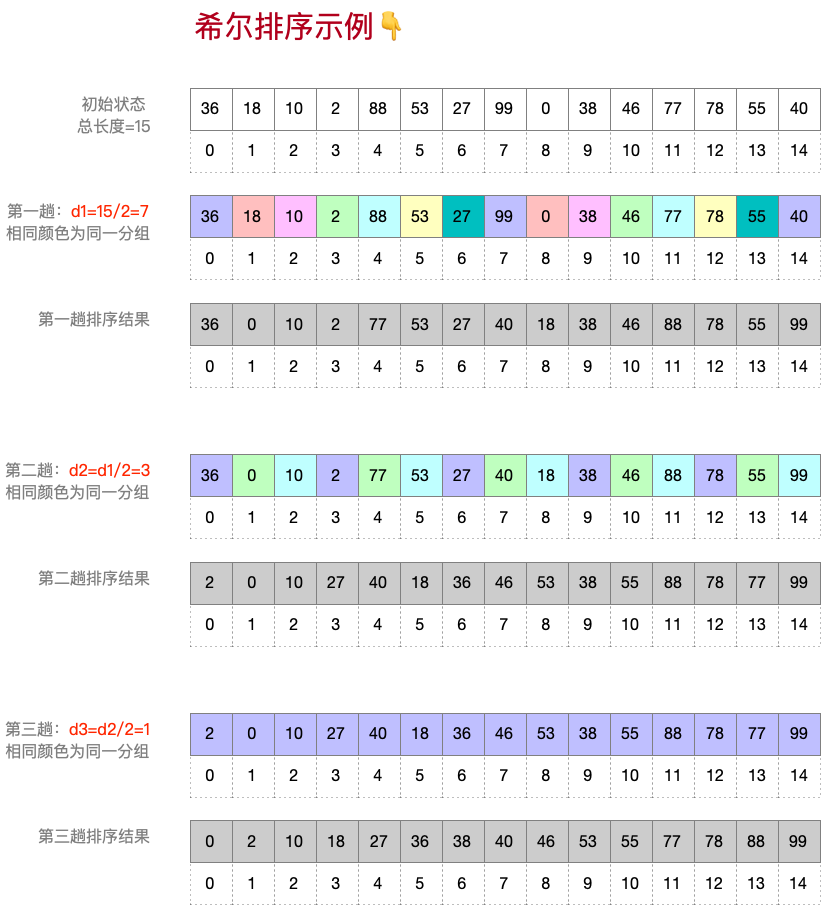 希尔排序示例👇
初始状态
总长度=15
36 18 10 2 88 53 27 99 0 38 46 77 78 55 40
0 1 2 3 4 5 6 7 8 9 10 11 12 13 14
第一趟：d1=15/2=7
相同颜色为同一分组
36 18 10 2 88 53 27 99 0 38 46 77 78 55 40
0 1 2 3 4 5 6 7 8 9 10 11 12 13 14
第一趟排序结果
36 0 10 2 77 53 27 40 18 38 46 88 78 55 99
0 1 2 3 4 5 6 7 8 9 10 11 12 13 14
第二趟：d2=d1/2=3
相同颜色为同一分组
36 0 10 2 77 53 27 40 18 38 46 88 78 55 99
0 1 2 3 4 5 6 7 8 9 10 11 12 13 14
第二趟排序结果
2 0 10 27 40 18 36 46 53 38 55 88 78 77 99
0 1 2 3 4 5 6 7 8 9 10 11 12 13 14
第三趟：d3=d2/2=1
相同颜色为同一分组
2 0 10 27 40 18 36 46 53 38 55 88 78 77 99
0 1 2 3 4 5 6 7 8 9 10 11 12 13 14
第三趟排序结果
0 2 10 18 27 36 38 40 46 53 55 77 78 88 99
0 1 2 3 4 5 6 7 8 9 10 11 12 13 14